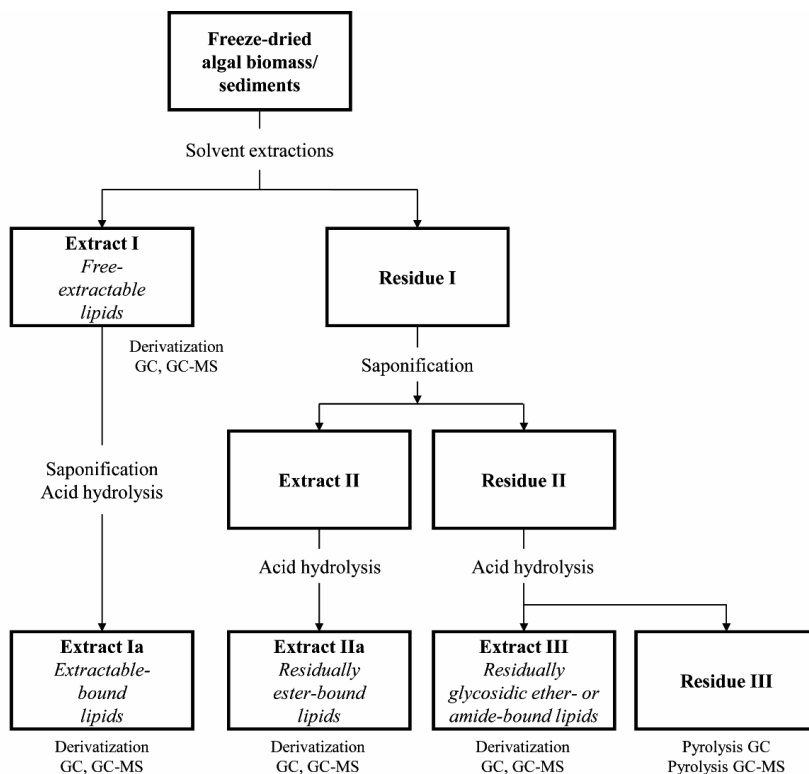 Freeze-dried
algal biomass/
sediments
Solvent extractions
Extract I
Free-
extractable
lipids
Residue I
Derivatization
GC, GC-MS
Saponification
Saponification
Acid hydrolysis
Extract II
Residue II
Acid hydrolysis
Acid hydrolysis
Extract Ia
Extractable-
bound
lipids
Extract IIa
Residually
ester-bound
lipids
Extract III
Residually
glycosidic ether- or
amide-bound lipids
Residue III
Derivatization
GC, GC-MS
Derivatization
GC, GC-MS
Derivatization
GC, GC-MS
Pyrolysis GC
Pyrolysis GC-MS